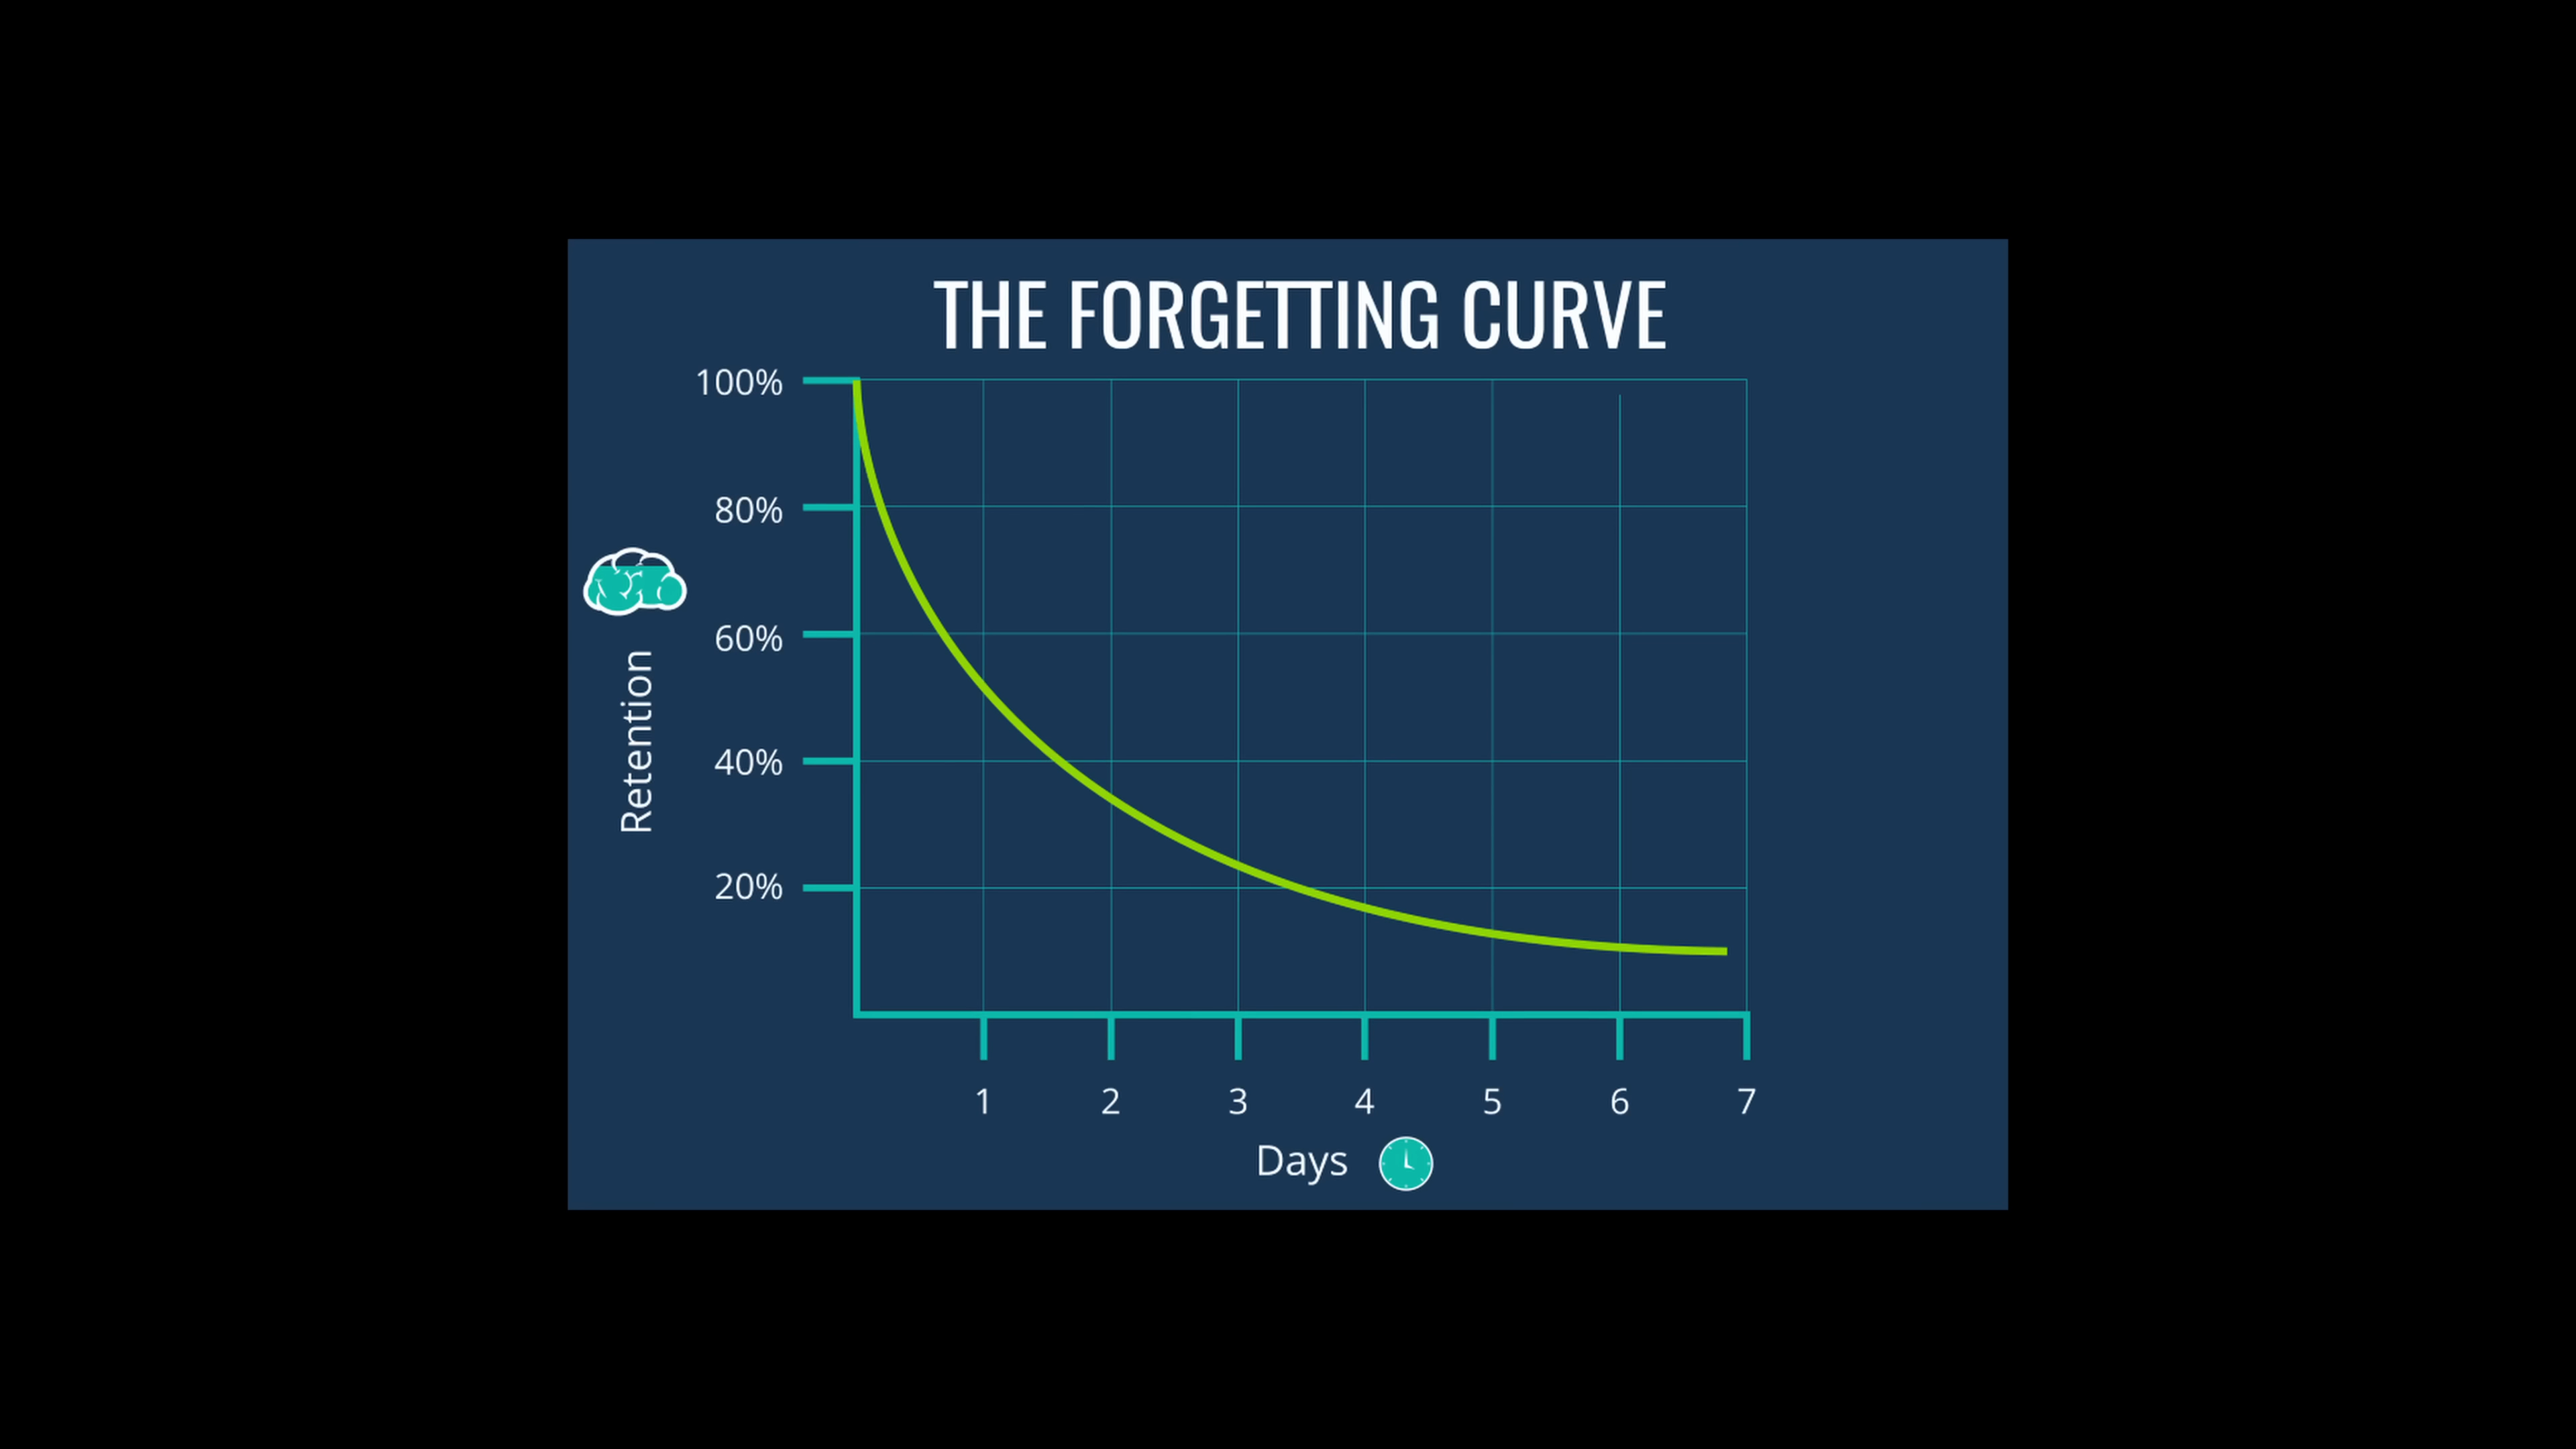 THE FORGETTING CURVE
100%
80%
60%
40%
20%
Retention
1 2 3 4 5 6 7
Days